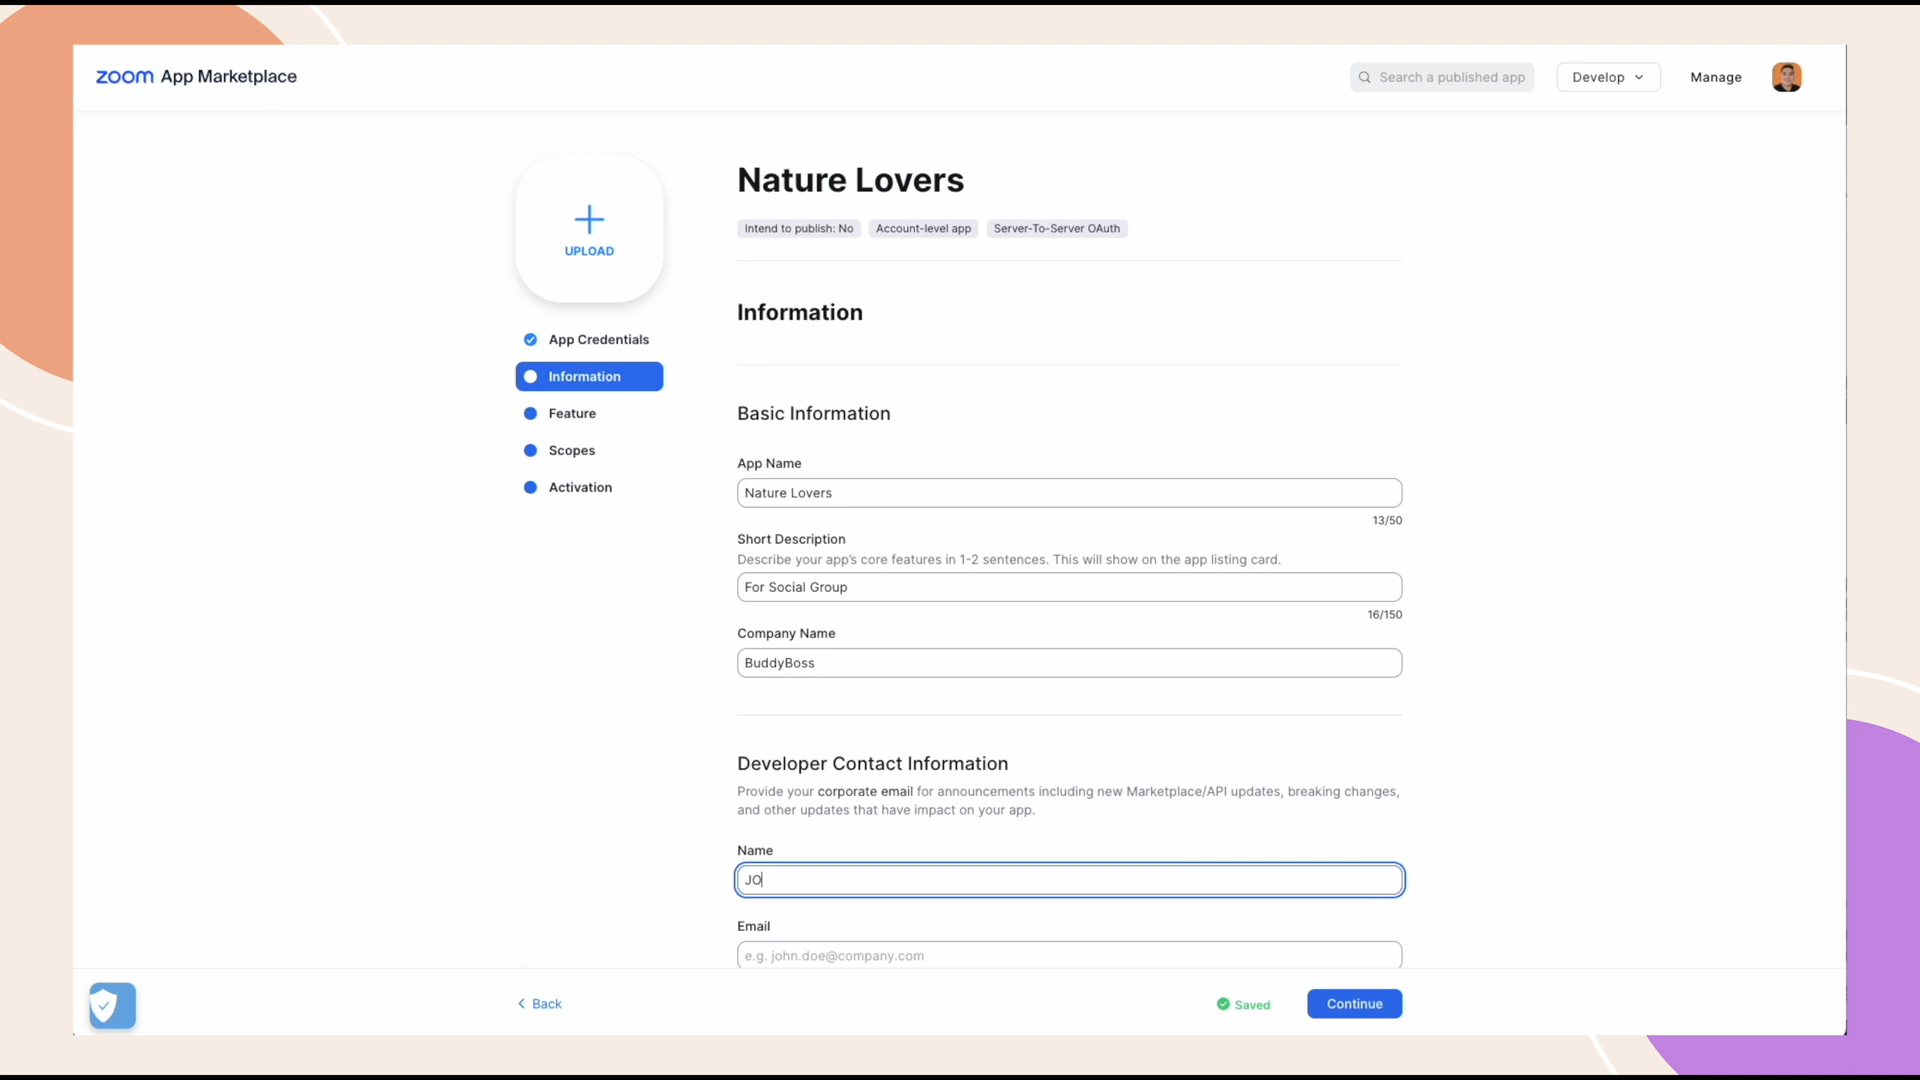 zoom App Marketplace
Search a published app
Develop
Manage
UPLOAD
App Credentials
Information
Feature
Scopes
Activation
Nature Lovers
Intend to publish: No
Account-level app
Server-To-Server OAuth
Information
Basic Information
App Name
Nature Lovers
13/50
Short Description
Describe your app's core features in 1-2 sentences. This will show on the app listing card.
For Social Group
16/150
Company Name
BuddyBoss
Developer Contact Information
Provide your corporate email for announcements including new Marketplace/API updates, breaking changes,
and other updates that have impact on your app.
Name
JO
Email
e.g. john.doe@company.com
Back
Saved
Continue